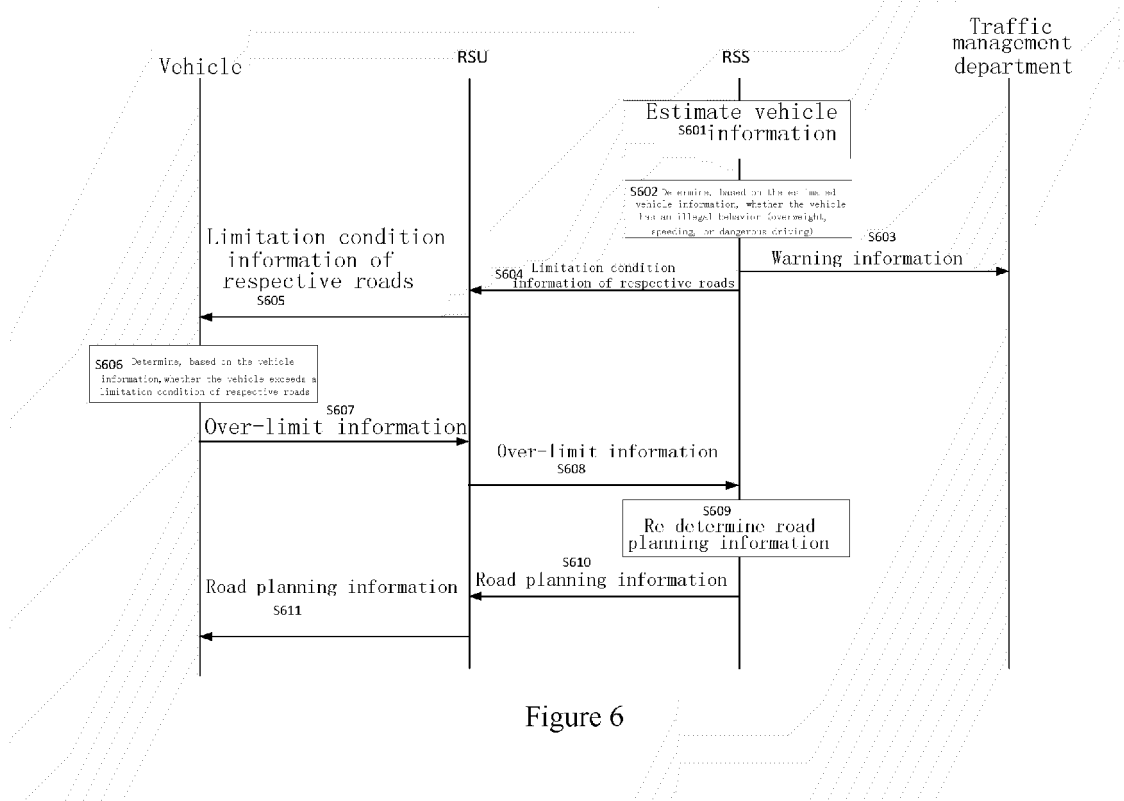 Vehicle
RSU
RSS
Traffic
management
department
Estimate vehicle
S601 information
S602 Determine, based on the estimated
vehicle information, whether the vehicle
has an illegal behavior (overweight,
speeding, or dangerous driving)
S603
Warning information
Limitation condition
information of
respective roads
S605
S604 Limitation condition
information of respective roads
S606 Determine, based on the vehicle
information, whether the vehicle exceeds a
limitation condition of respective roads
S607
Over-limit information
Over-limit information
S608
S609
Re determine road
planning information
S610
Road planning information
Road planning information
S611
Figure 6